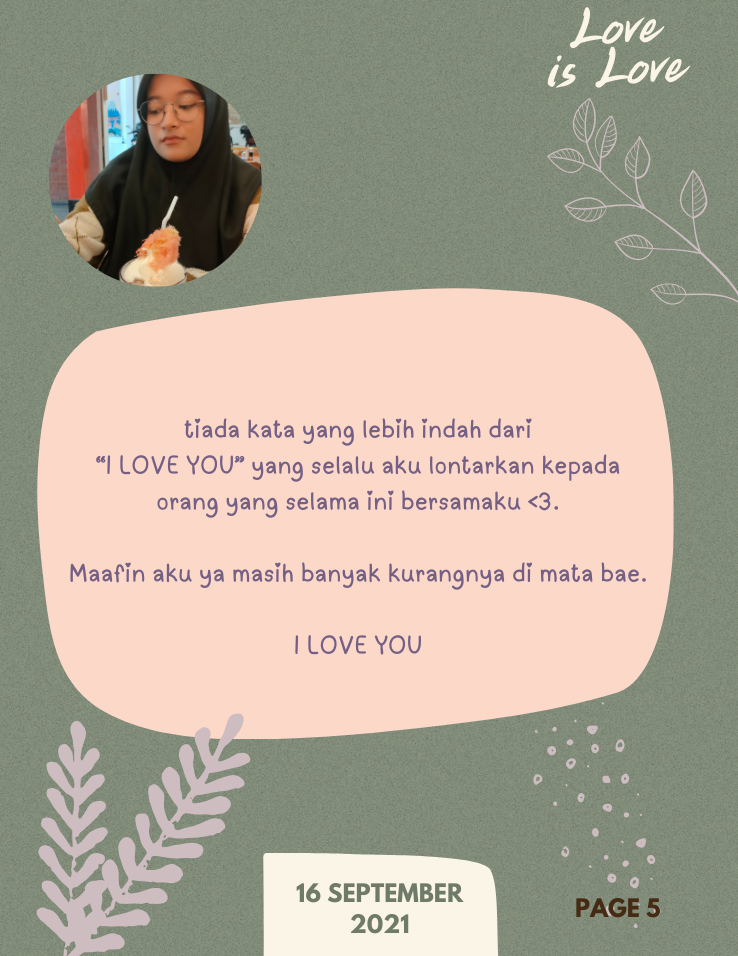 Love
is Love
tiada kata yang lebih indah dari
“I LOVE YOU” yang selalu aku lontarkan kepada
orang yang selama ini bersamaku <3.
Maafin aku ya masih banyak kurangnya di mata bae.
I LOVE YOU
16 SEPTEMBER
2021
PAGE 5